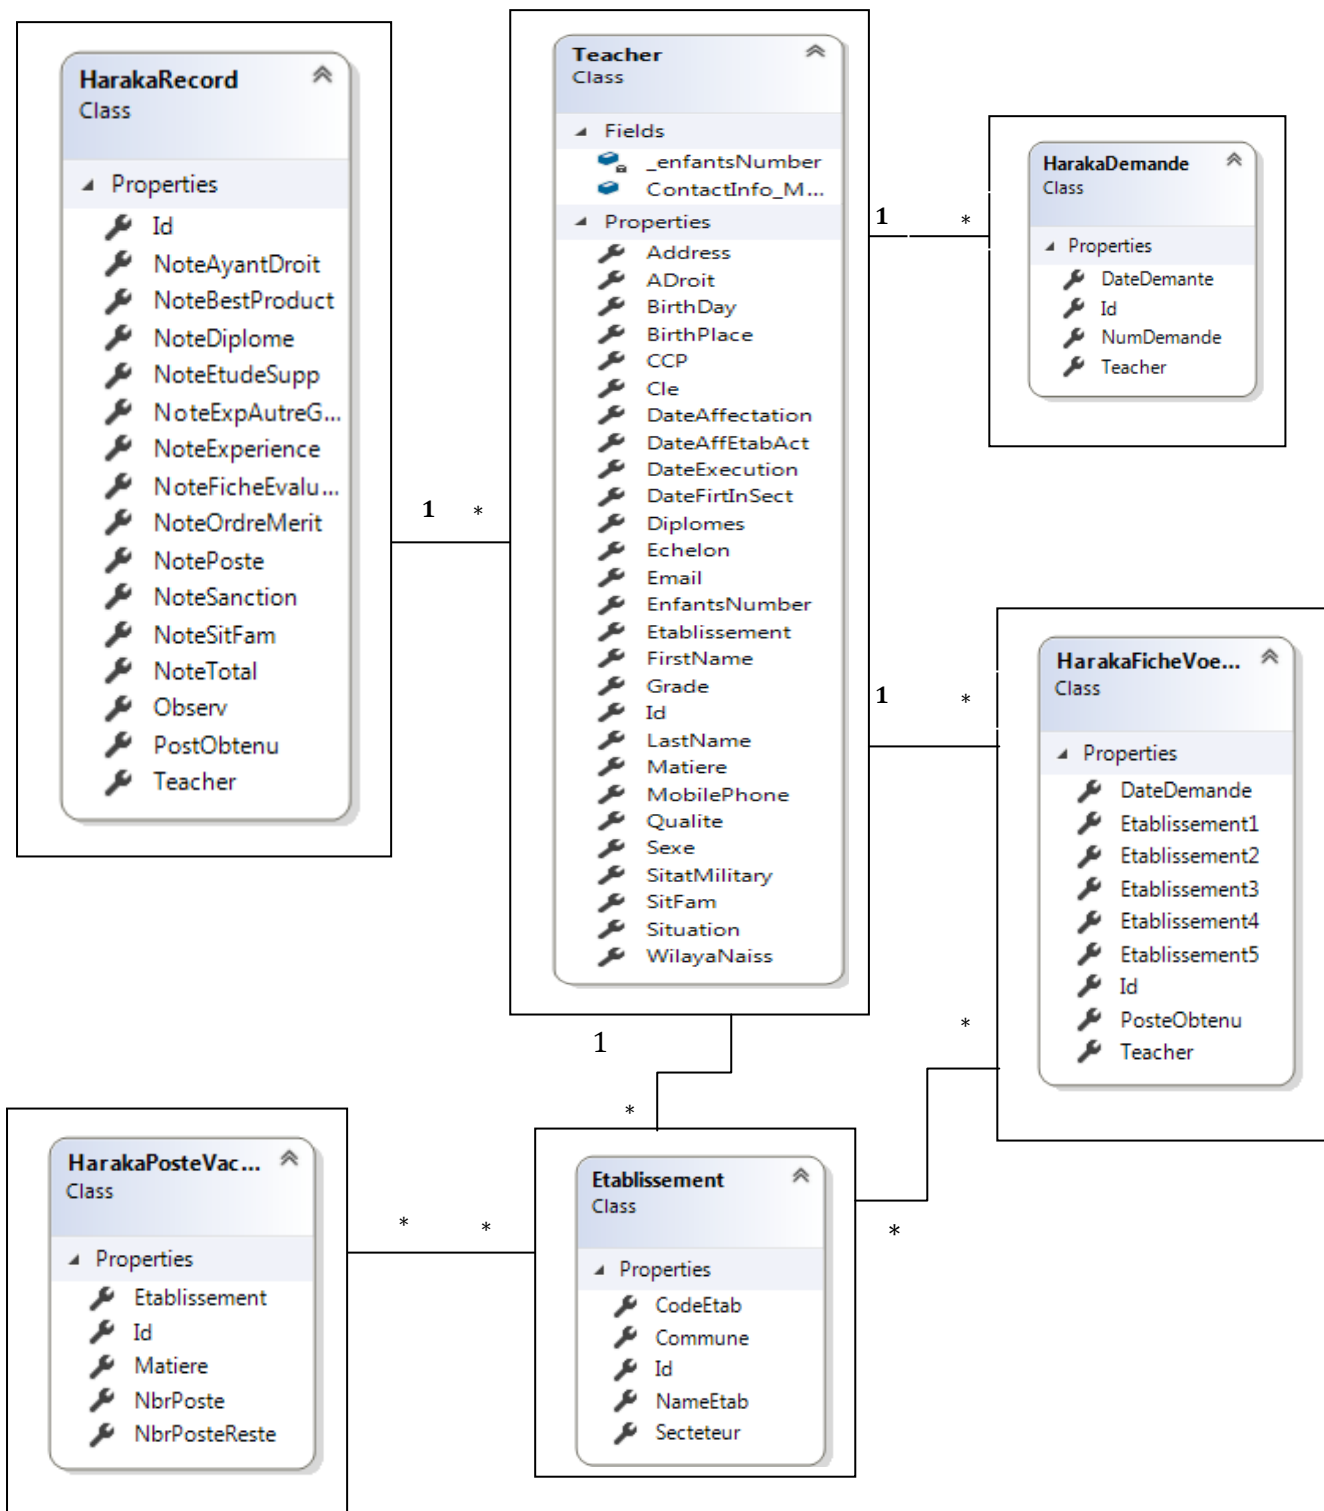 HarakaRecord
Class
Properties
Id
NoteAyantDroit
NoteBestProduct
NoteDiplome
NoteEtudeSupp
NoteExpAutreG...
NoteExperience
NoteFicheEvalu...
NoteOrdreMerit
NotePoste
NoteSanction
NoteSitFam
NoteTotal
Observ
PostObtenu
Teacher
1 *
Teacher
Class
Fields
_enfantsNumber
ContactInfo_M...
Properties
Address
ADroit
BirthDay
BirthPlace
CCP
Cle
DateAffectation
DateAffEtabAct
DateExecution
DateFirtInSect
Diplomes
Echelon
Email
EnfantsNumber
Etablissement
FirstName
Grade
Id
LastName
Matiere
MobilePhone
Qualite
Sexe
SitatMilitary
SitFam
Situation
WilayaNaiss
1 *
HarakaDemande
Class
Properties
DateDemante
Id
NumDemande
Teacher
1 *
HarakaFicheVoe...
Class
Properties
DateDemande
Etablissement1
Etablissement2
Etablissement3
Etablissement4
Etablissement5
Id
PosteObtenu
Teacher
*
1
*
HarakaPosteVac...
Class
Properties
Etablissement
Id
Matiere
NbrPoste
NbrPosteReste
* *
Etablissement
Class
Properties
CodeEtab
Commune
Id
NameEtab
Secteteur
*